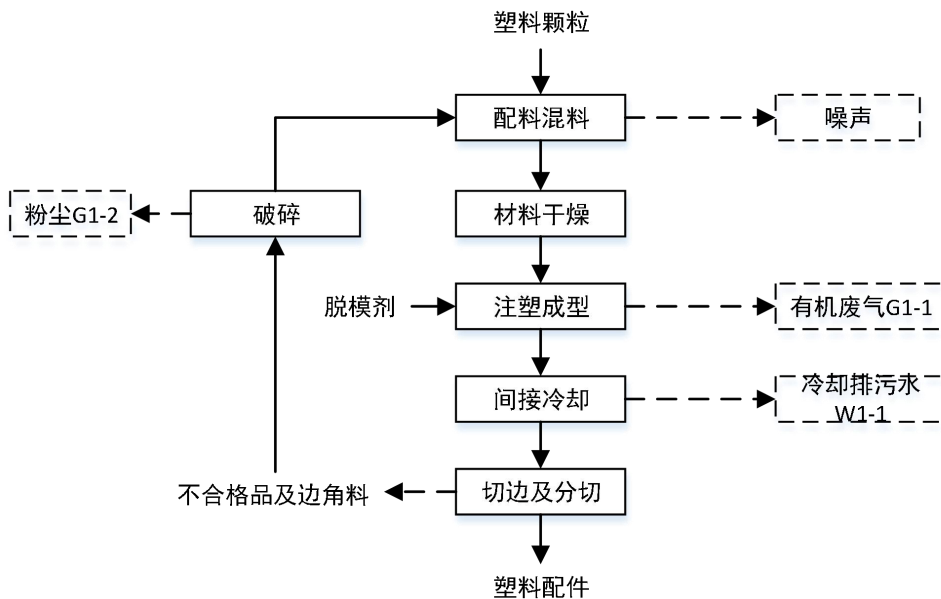 塑料颗粒
配料混料
噪声
粉尘G1-2
破碎
材料干燥
脱模剂
注塑成型
有机废气G1-1
间接冷却
冷却排污水
W1-1
不合格品及边角料
切边及分切
塑料配件